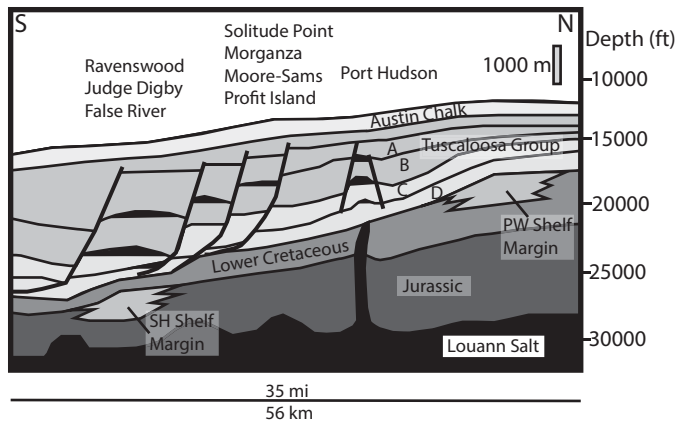 S
N
Solitude Point
Morganza
Moore-Sams
Profit Island
Ravenswood
Judge Digby
False River
Port Hudson
Depth (ft)
1000 m
10000
15000
20000
25000
30000
Austin Chalk
Tuscaloosa Group
A
B
C
D
PW Shelf
Margin
Lower Cretaceous
Jurassic
SH Shelf
Margin
Louann Salt
35 mi
56 km